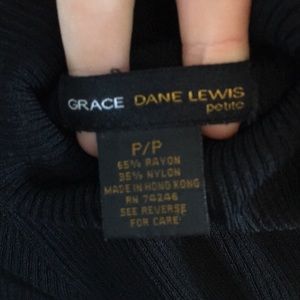 GRACE DANE LEWIS
petite
P/P
65% RAYON
35% NYLON
MADE IN HONG KONG
RN 74246
SEE REVERSE
FOR CARE